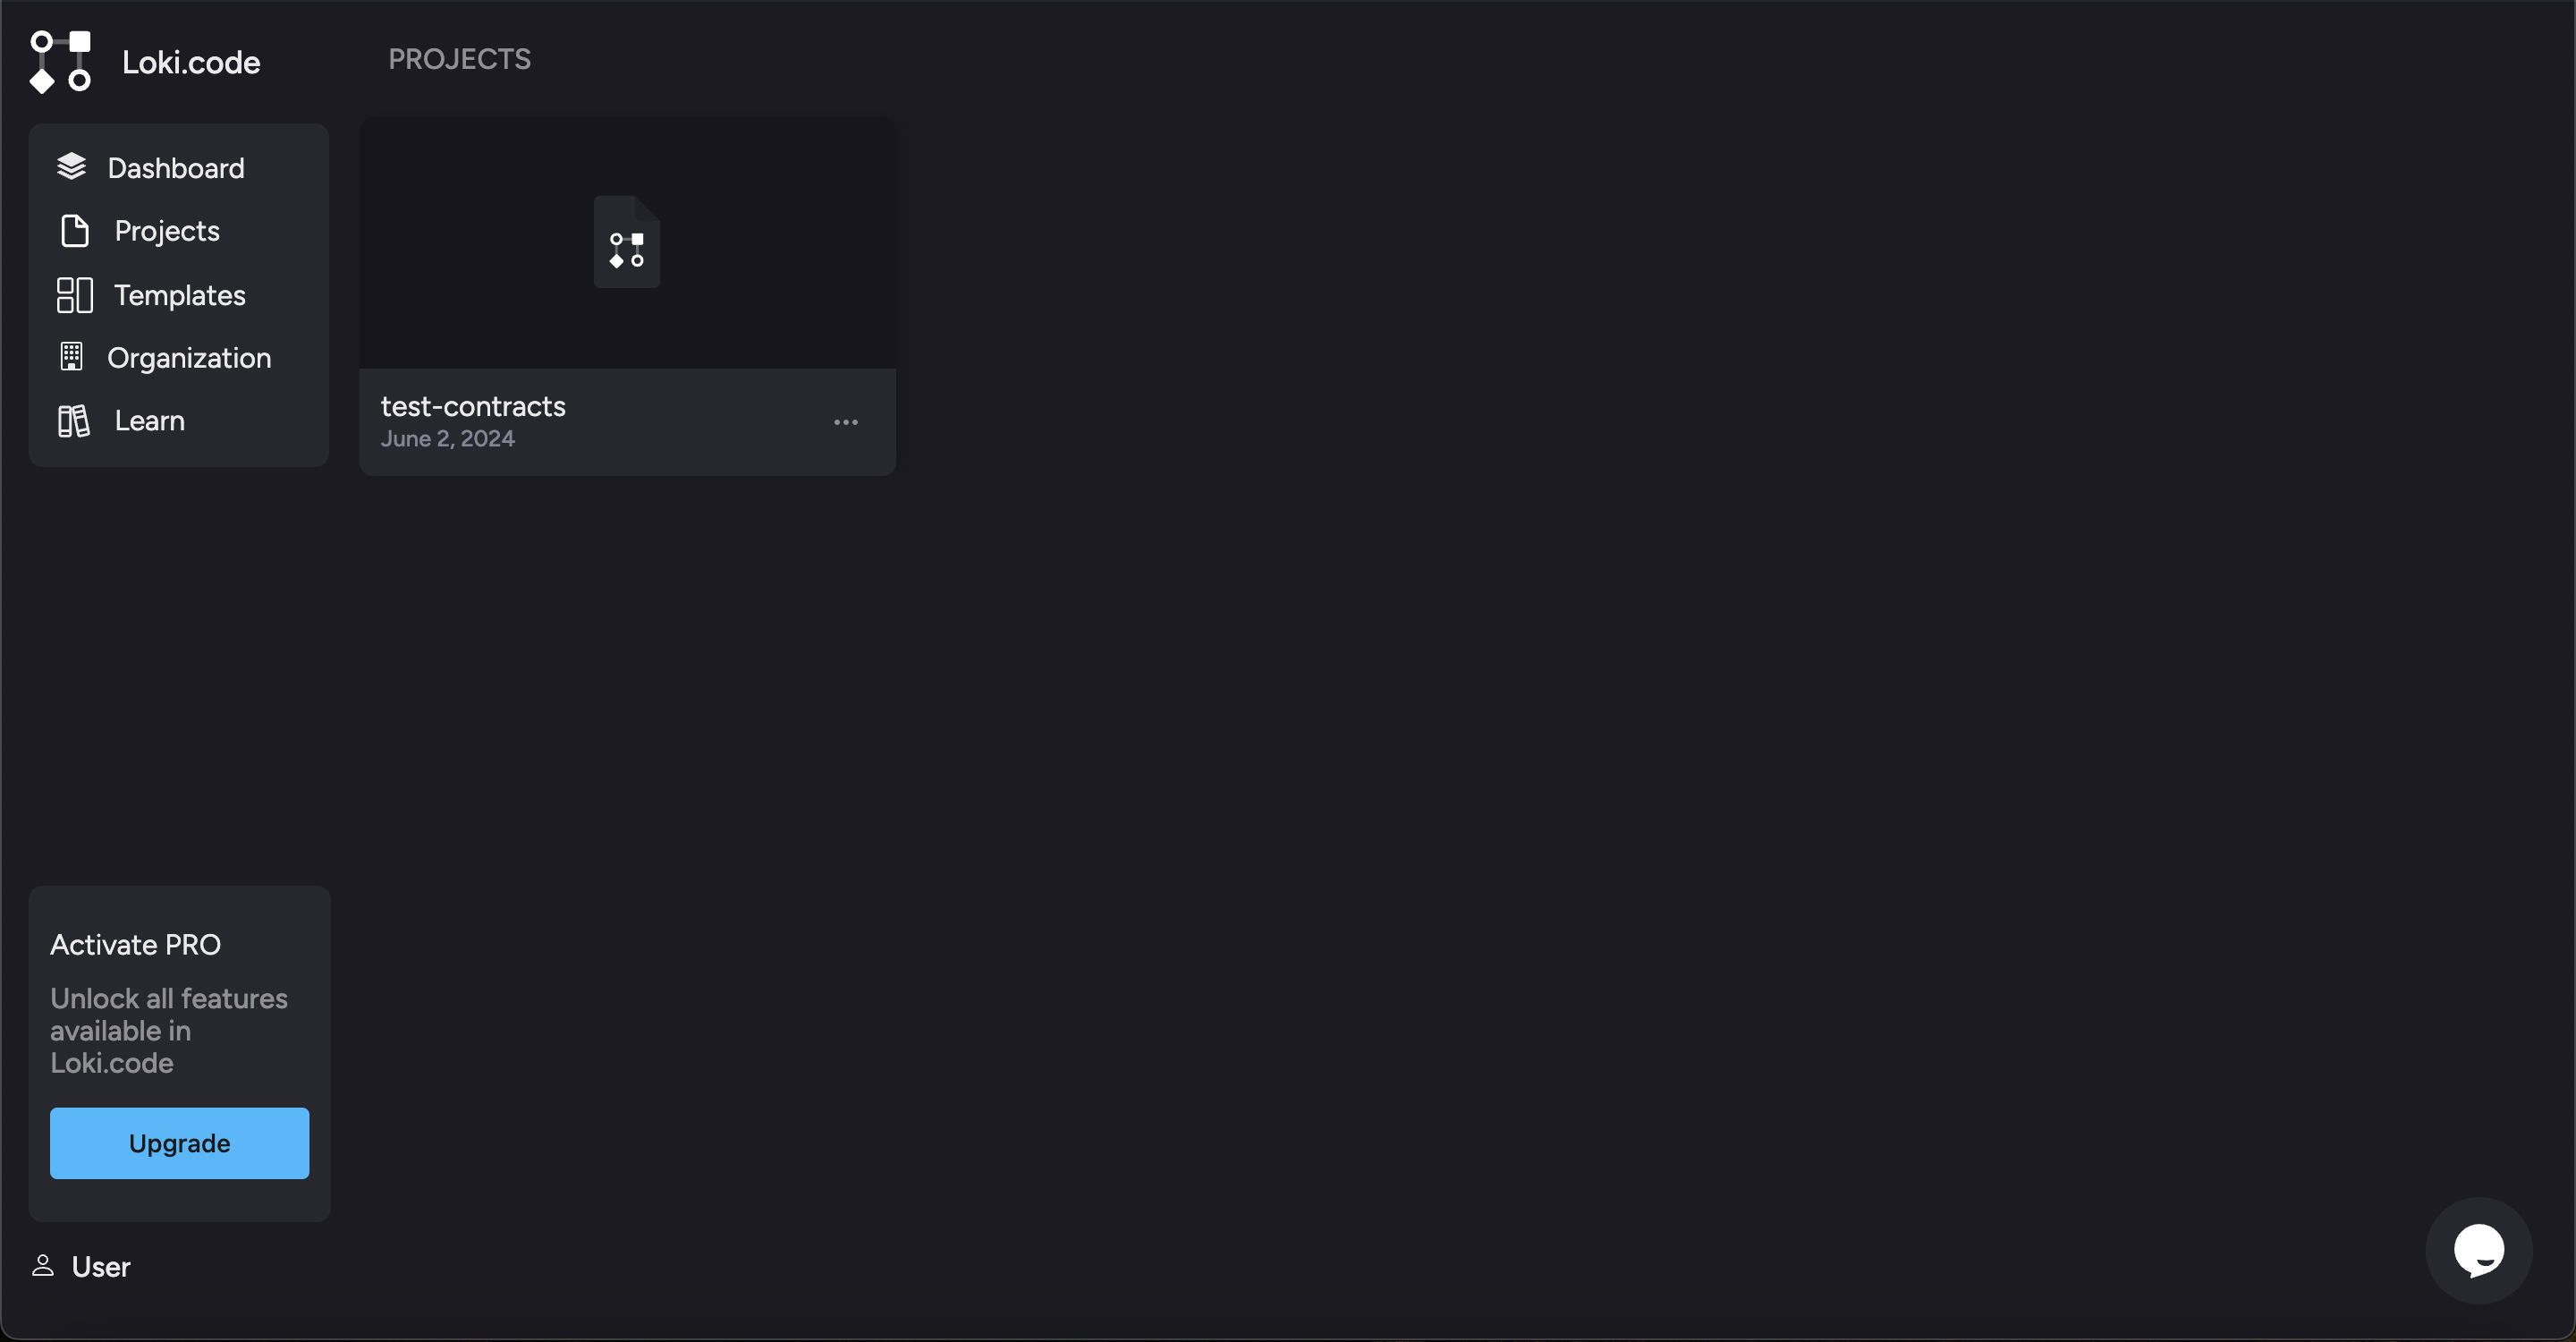 Loki.code
PROJECTS
Dashboard
Projects
Templates
Organization
Learn
test-contracts
June 2, 2024
Activate PRO
Unlock all features
available in
Loki.code
Upgrade
User